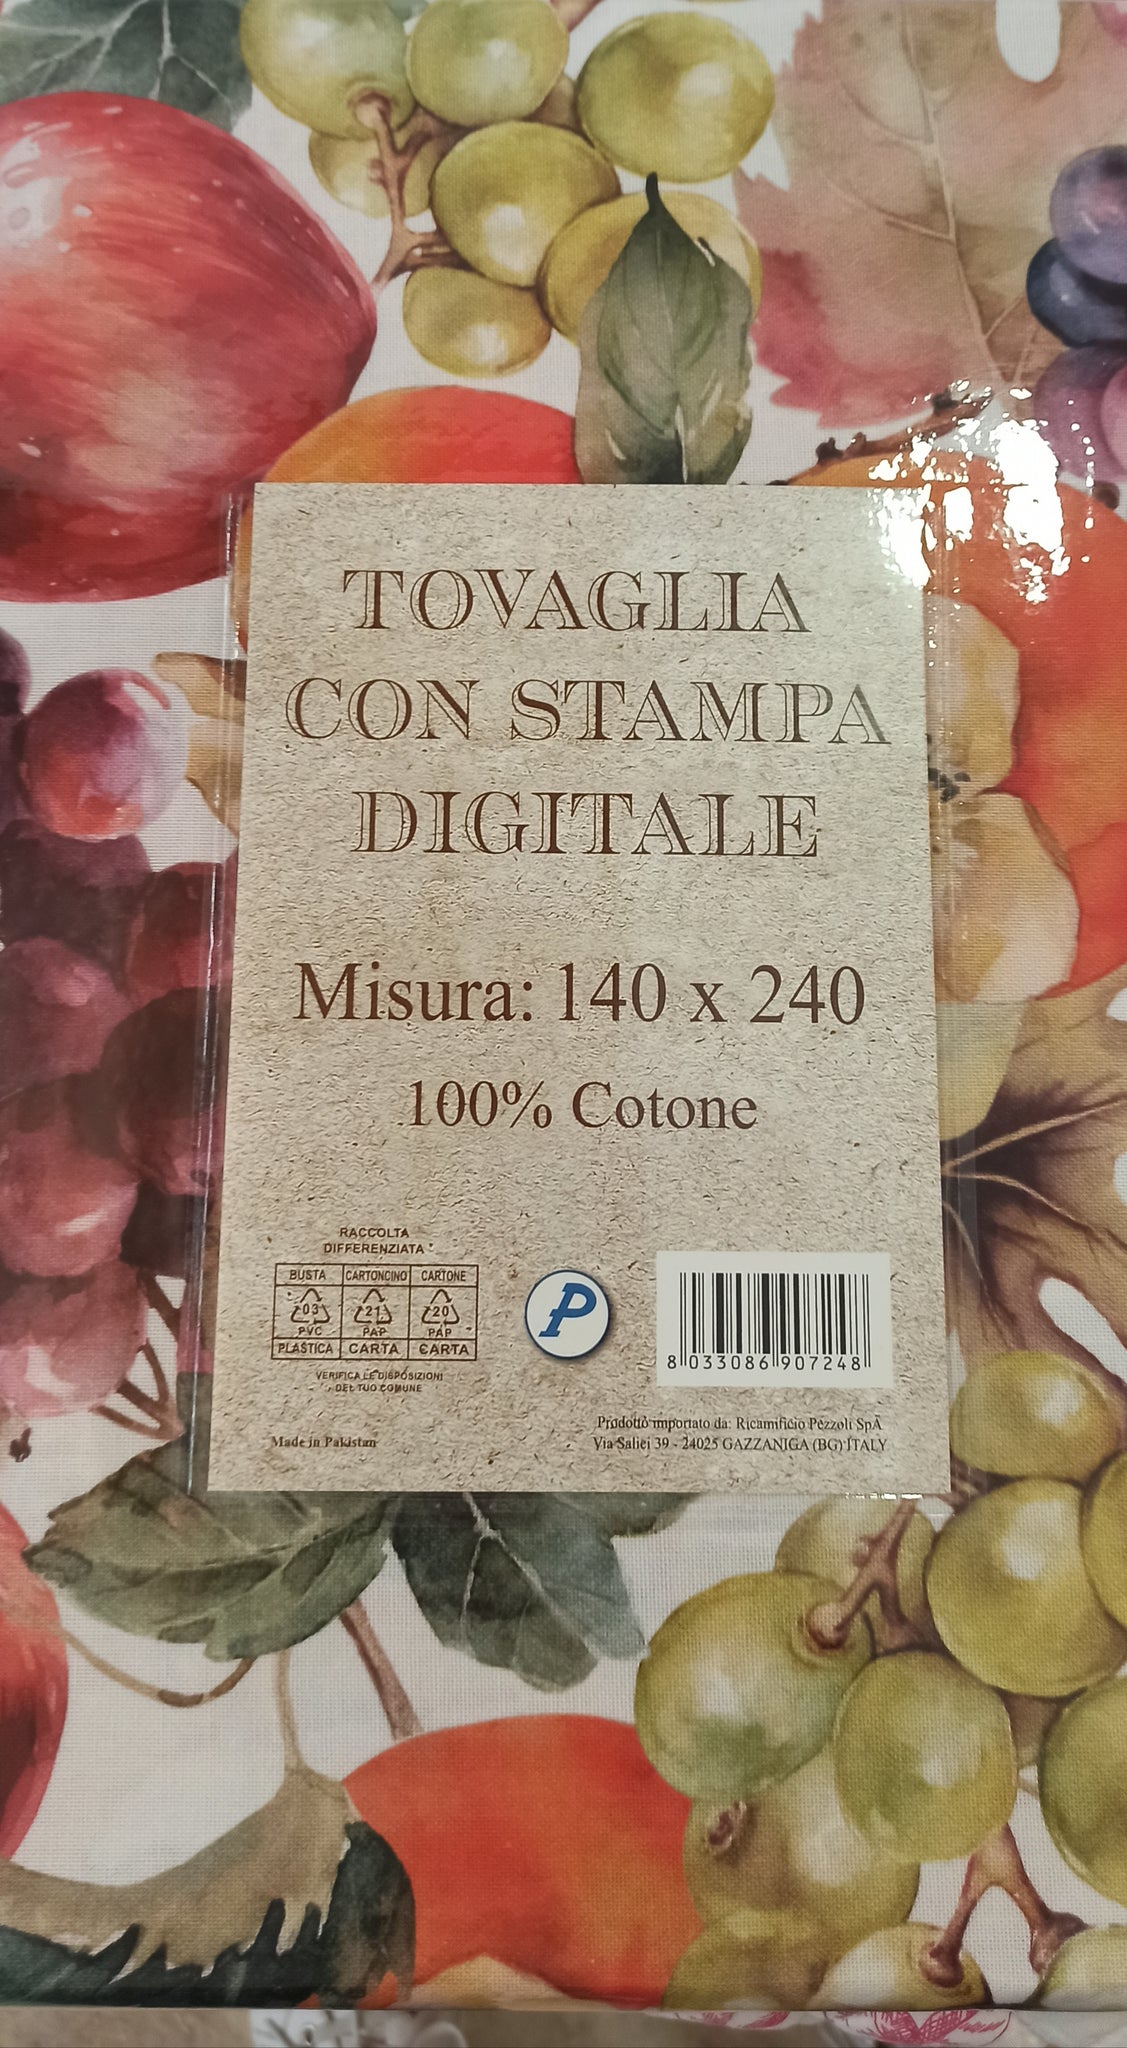 TOVAGLIA
CON STAMPA
DIGITALE
Misura: 140 x 240
100% Cotone
RACCOLTA
DIFFERENZIATA
BUSTA CARTONCINO CARTONE
03 21 20
PVC PAP PAP
PLASTICA CARTA CARTA
VERIFICA LE DISPOSIZIONI
DEL TUO COMUNE
P
8 033086 907248
Made in Pakistan
Prodotto importato da: Ricamificio Pezzoli SpA
Via Salici 39 - 24025 GAZZANIGA (BG) ITALY